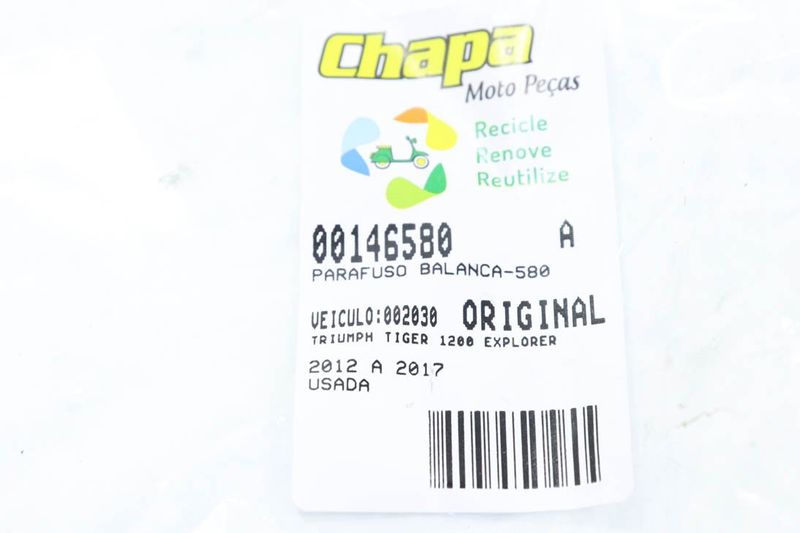 Chapa
Moto Peças
Recicle
Renove
Reutilize
00146580 A
PARAFUSO BALANCA-580
VEICULO:002030 ORIGINAL
TRIUMPH TIGER 1200 EXPLORER
2012 A 2017
USADA